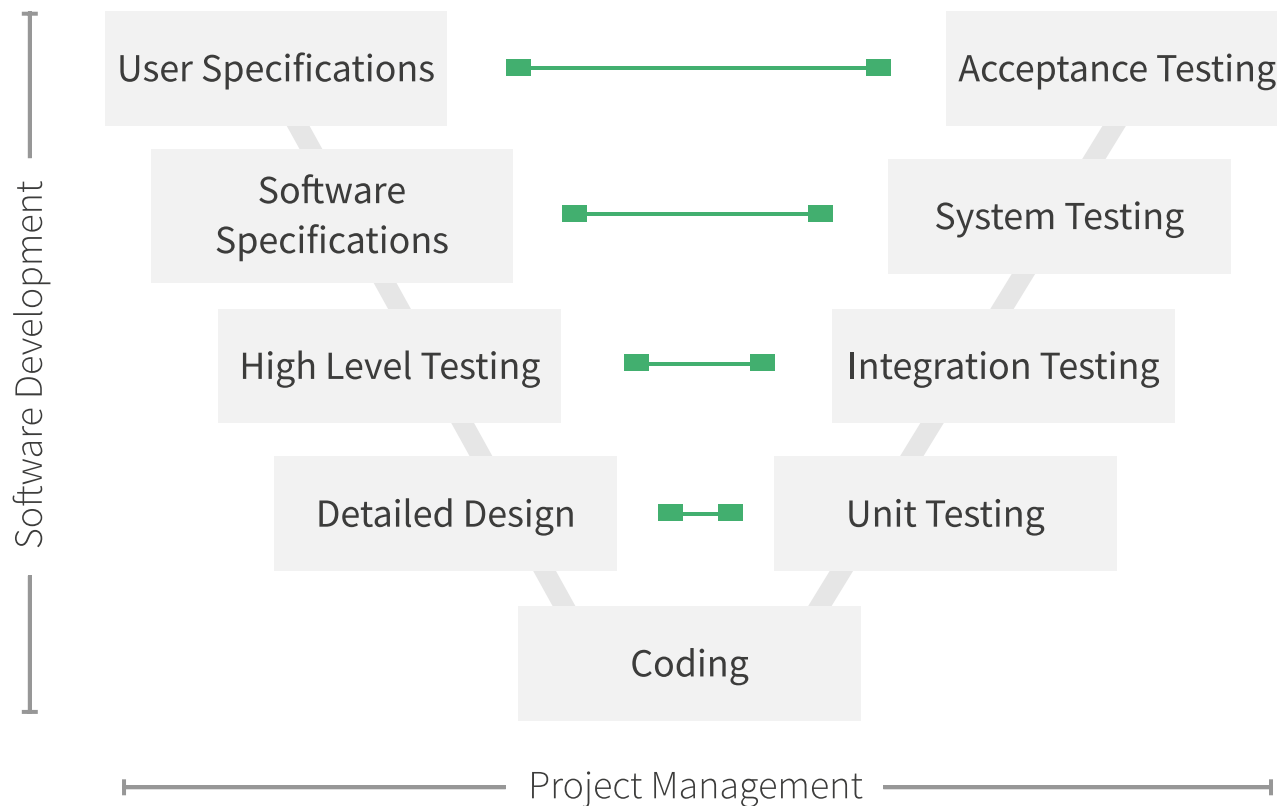 User Specifications
Acceptance Testing
Software
Specifications
System Testing
High Level Testing
Integration Testing
Detailed Design
Unit Testing
Coding
Software Development
Project Management